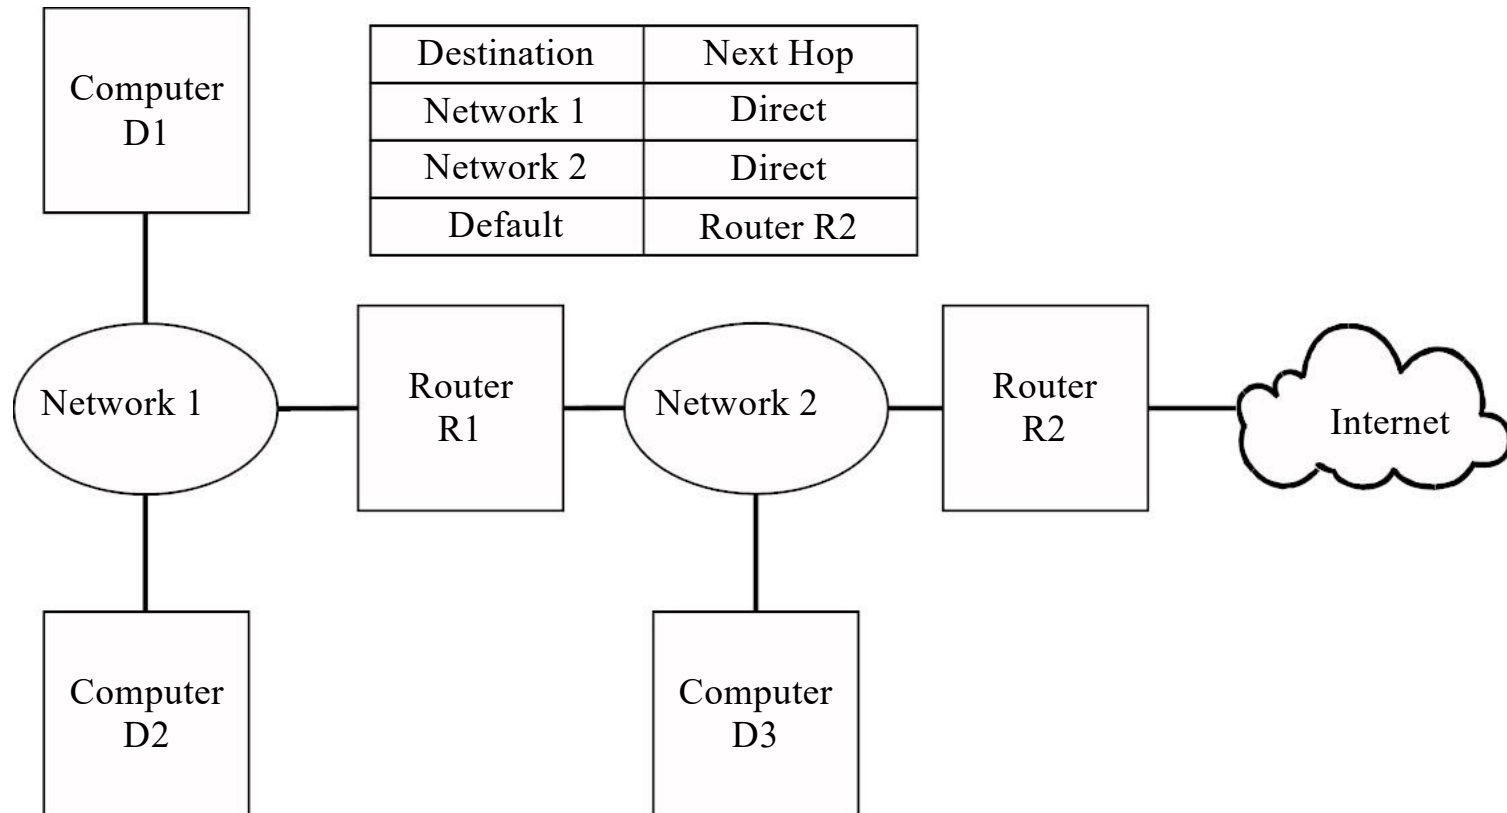 Computer
D1
Destination Next Hop
Network 1 Direct
Network 2 Direct
Default Router R2
Network 1
Router
R1
Network 2
Router
R2
Internet
Computer
D2
Computer
D3